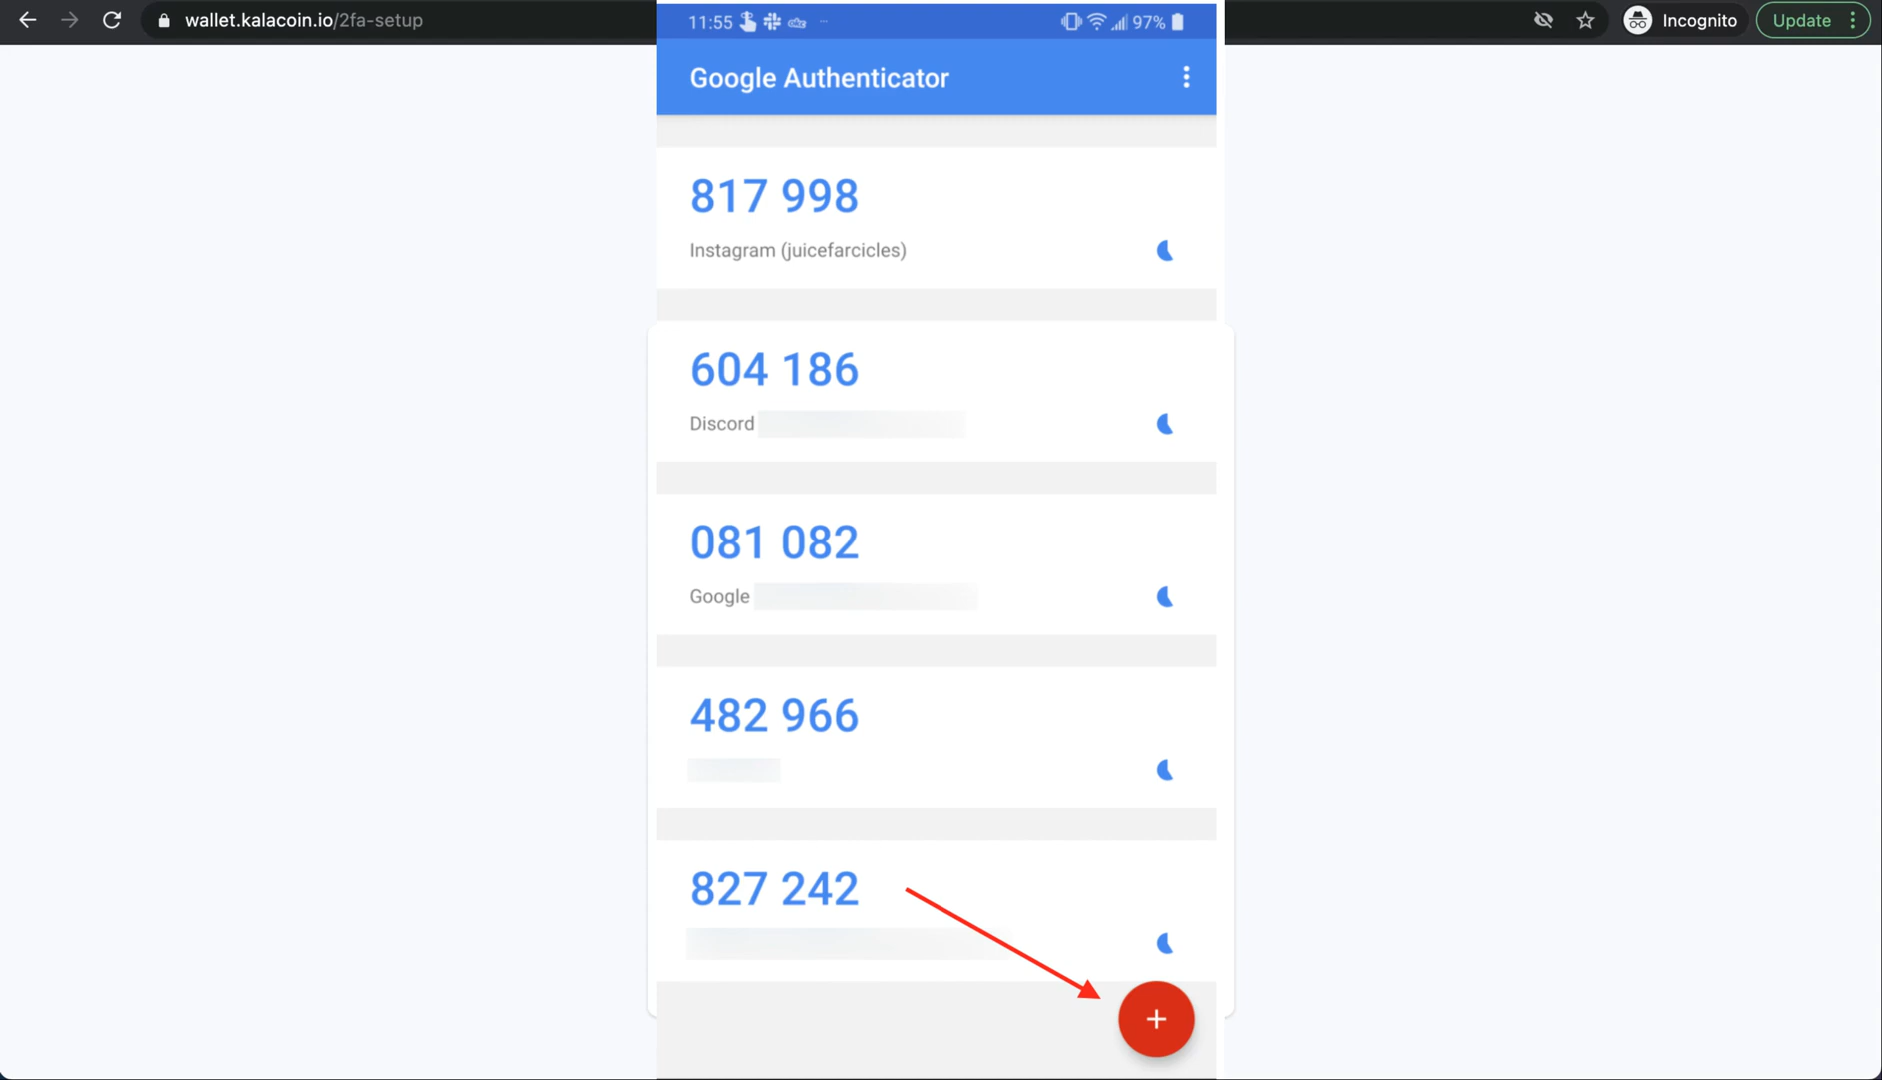 wallet.kalacoin.io/2fa-setup
Incognito
Update
11:55
97%
Google Authenticator
817 998
Instagram (juicefarcicles)
604 186
Discord
081 082
Google
482 966
827 242